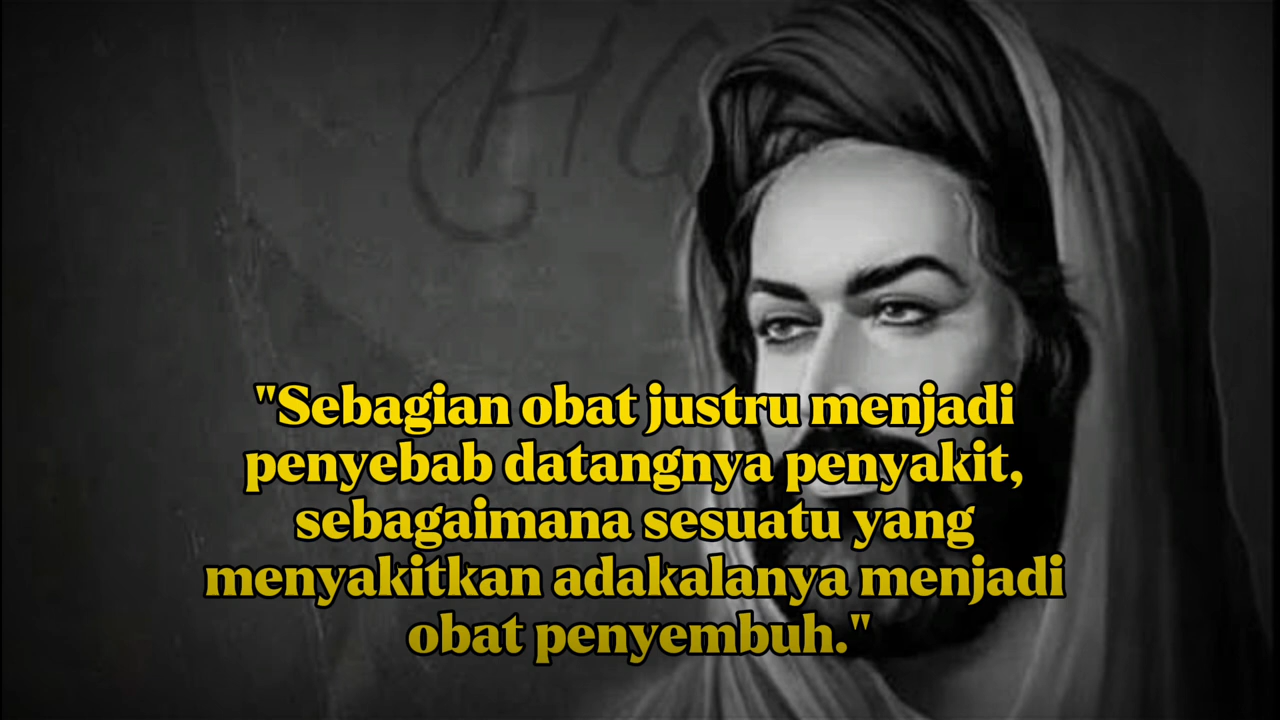 "Sebagian obat justru menjadi
penyebab datangnya penyakit,
sebagaimana sesuatu yang
menyakitkan adakalanya menjadi
obat penyembuh."